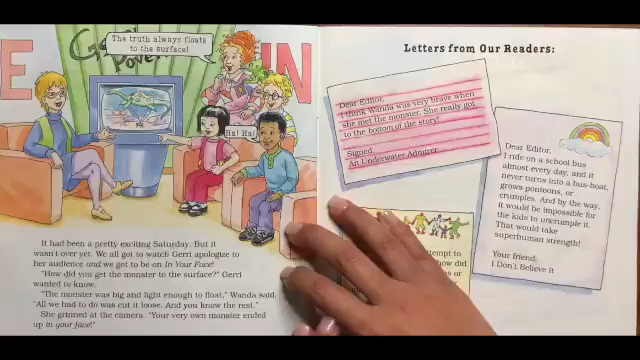 The truth always floats
to the surface!
E
IN
Ha! Ha!
It had been a pretty exciting Saturday. But it
wasn't over yet. We all got to watch Gerri apologize to
her audience and we got to be on In Your Face!
"How did you get the monster to the surface?" Gerri
wanted to know.
"The monster was big and light enough to float," Wanda said.
"All we had to do was cut it loose. And you know the rest."
She grinned at the camera. "Your very own monster ended
up in your face!"
Letters from Our Readers:
Dear Editor,
I think Wanda was very brave when
she met the monster. She really got
to the bottom of the story!
Signed
An Underwater Admirer
Dear Editor,
I ride on a school bus
almost every day, and it
never turns into a bus-boat,
grows pontoons, or
crumples. And by the way,
it would be impossible for
the kids to uncrumple it.
That would take
superhuman strength!
Your friend,
I Don't Believe It
attempt to
how did
or